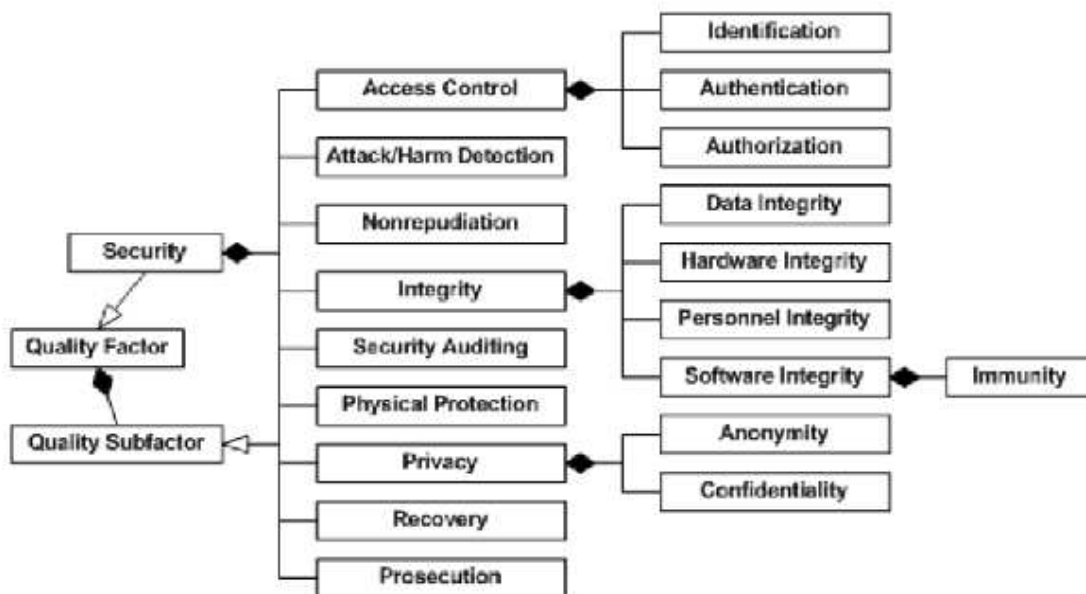 Identification
Access Control
Authentication
Attack/Harm Detection
Authorization
Data Integrity
Nonrepudiation
Security
Hardware Integrity
Integrity
Personnel Integrity
Quality Factor
Security Auditing
Software Integrity
Immunity
Physical Protection
Quality Subfactor
Anonymity
Privacy
Confidentiality
Recovery
Prosecution